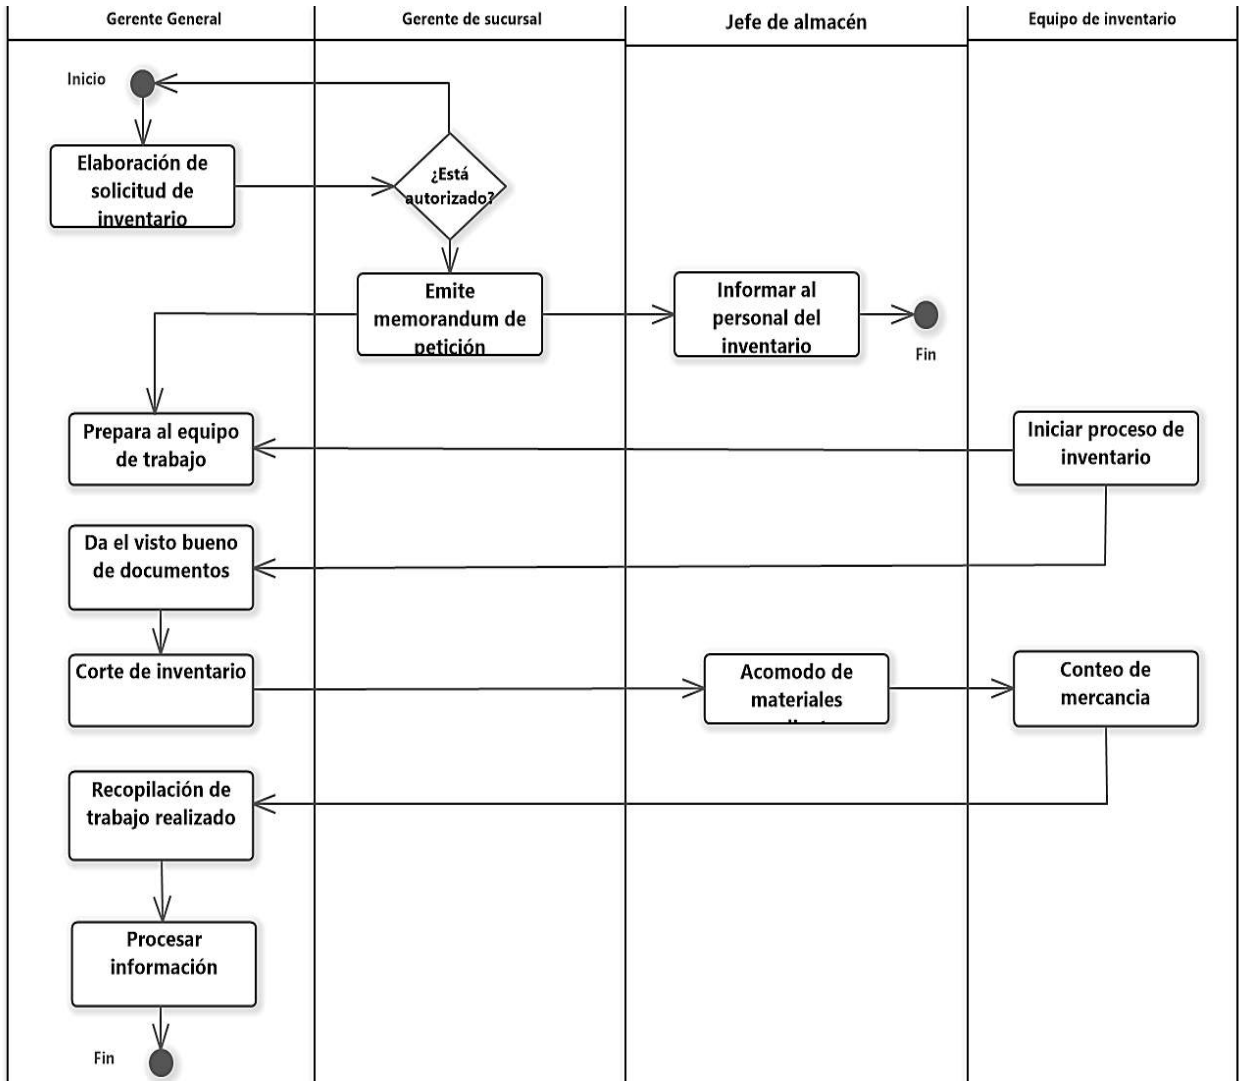 Gerente General
Gerente de sucursal
Jefe de almacén
Equipo de inventario
Inicio
Elaboración de
solicitud de
inventario
¿Está
autorizado?
Emite
memorandum de
petición
Informar al
personal del
inventario
Fin
Prepara al equipo
de trabajo
Iniciar proceso de
inventario
Da el visto bueno
de documentos
Corte de inventario
Acomodo de
materiales
Conteo de
mercancia
Recopilación de
trabajo realizado
Procesar
información
Fin